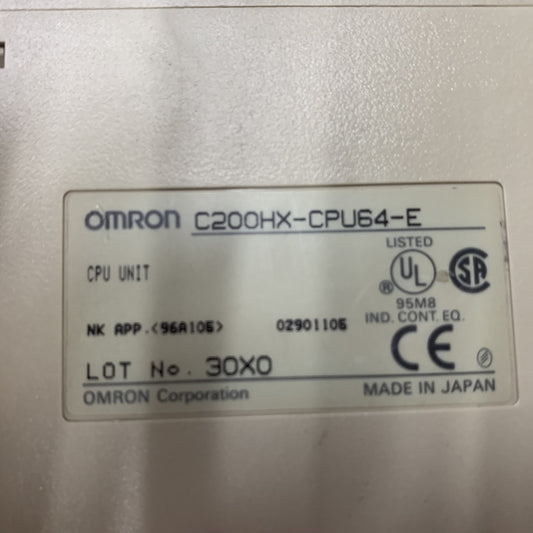 OMRON C200HX-CPU64-E
LISTED
CPU UNIT
UL
SA
®
95M8
NK APP.<96A105> 02901105
IND. CONT. EQ.
CE
LOT No. 30X0
OMRON Corporation
MADE IN JAPAN